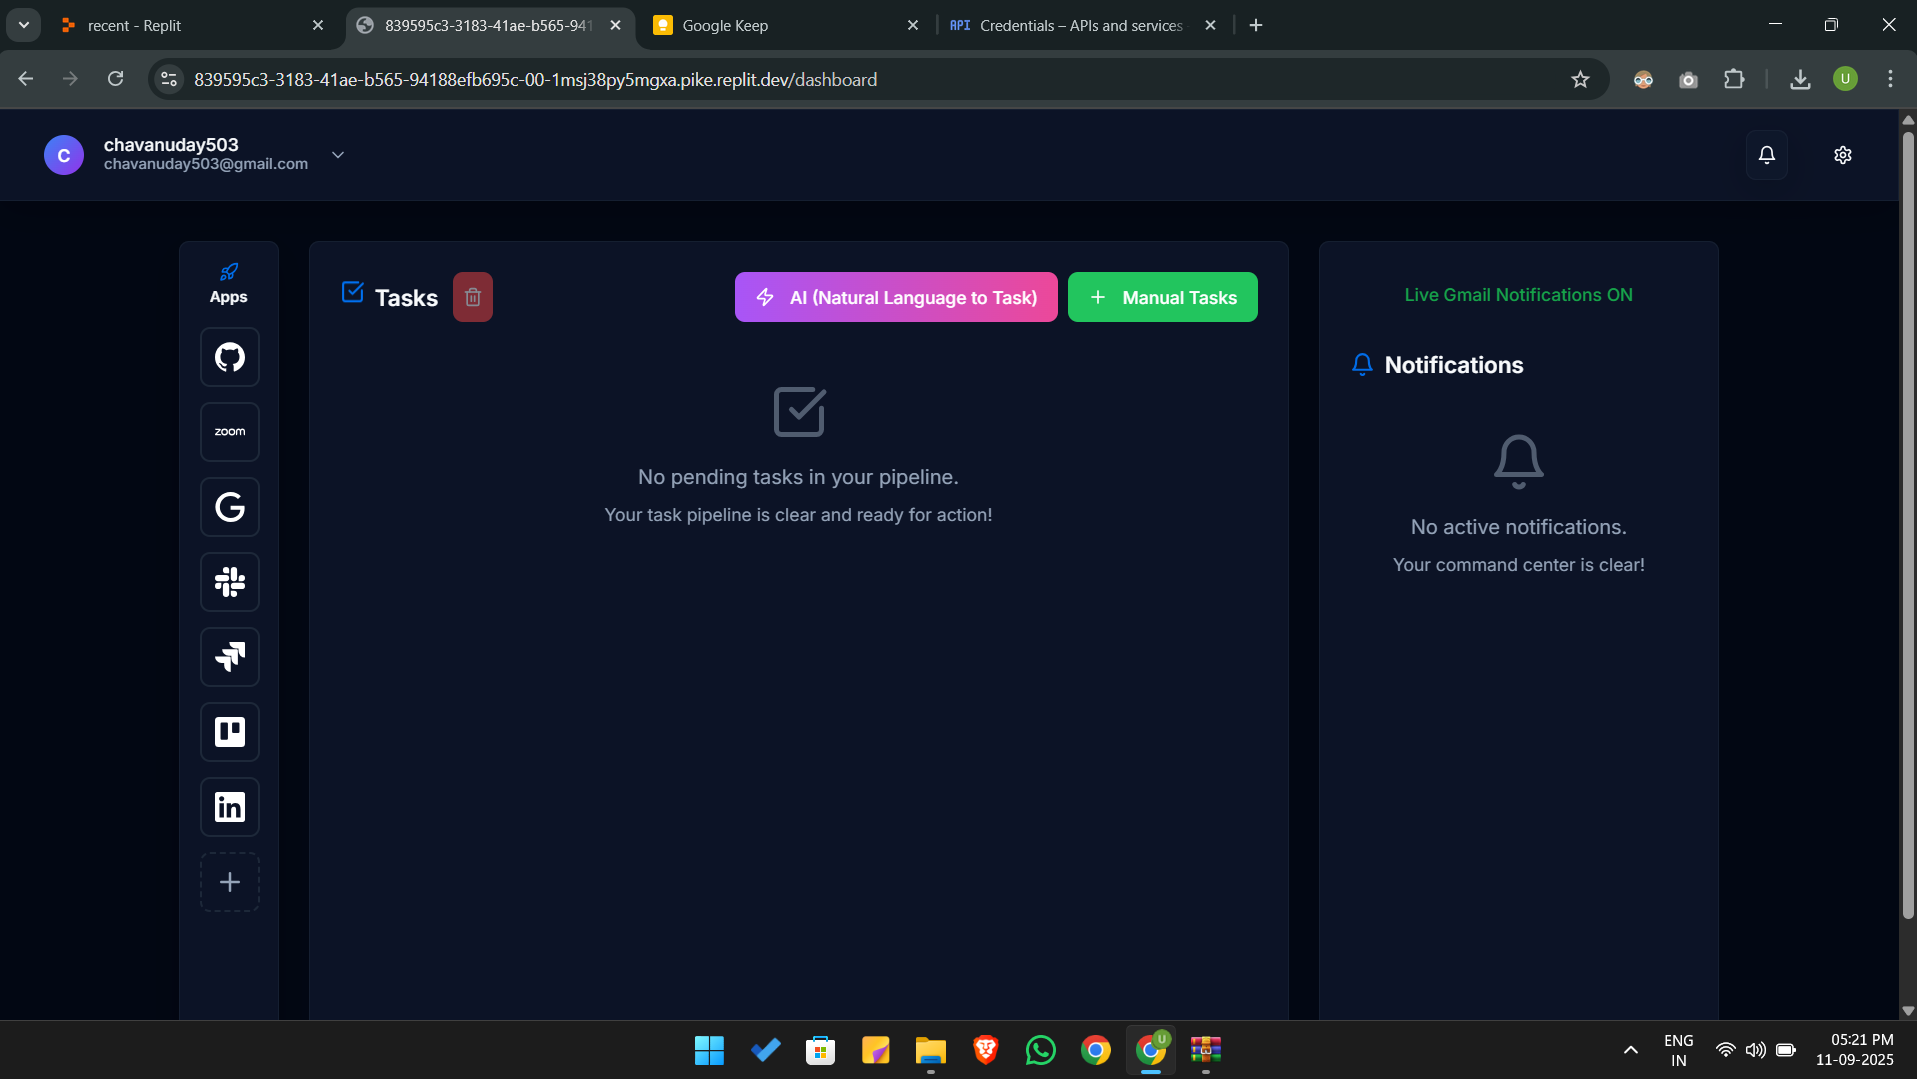 recent - Replit
839595c3-3183-41ae-b565-941
Google Keep
API Credentials – APIs and services
839595c3-3183-41ae-b565-94188efb695c-00-1msj38py5mgxa.pike.replit.dev/dashboard
U
C
chavanuday503
chavanuday503@gmail.com
Apps
zoom
Tasks
AI (Natural Language to Task)
+ Manual Tasks
No pending tasks in your pipeline.
Your task pipeline is clear and ready for action!
Live Gmail Notifications ON
Notifications
No active notifications.
Your command center is clear!
in
U
ENG
IN
05:21 PM
11-09-2025